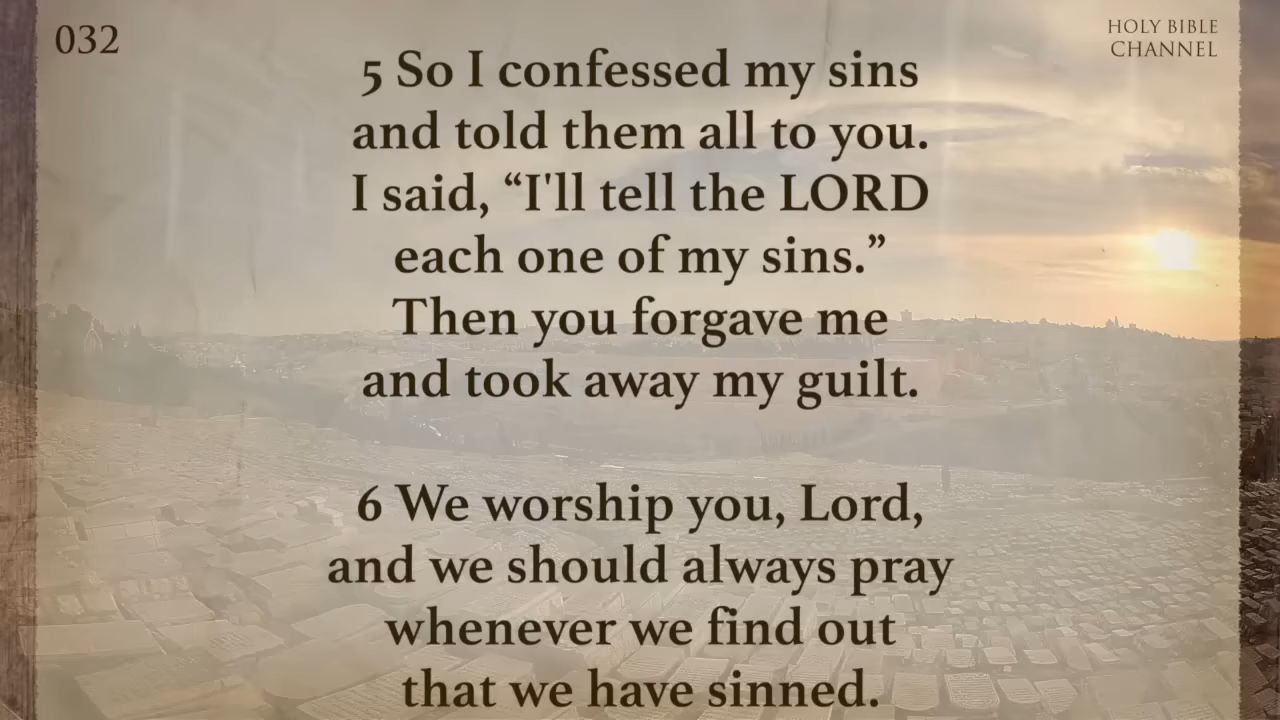 032
HOLY BIBLE
CHANNEL
5 So I confessed my sins
and told them all to you.
I said, “I'll tell the LORD
each one of my sins.”
Then you forgave me
and took away my guilt.
6 We worship you, Lord,
and we should always pray
whenever we find out
that we have sinned.